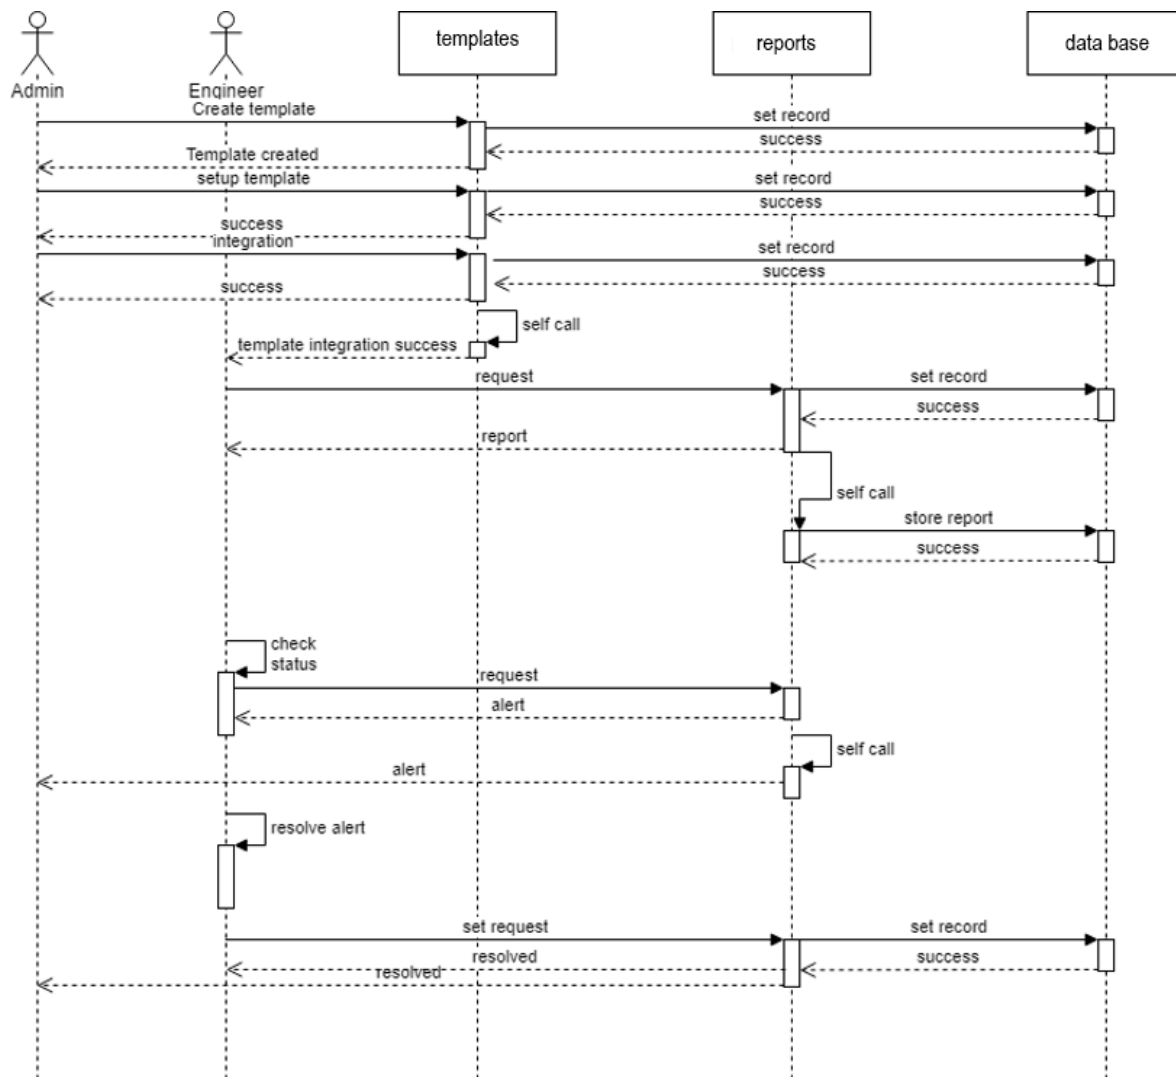 templates
reports
data base
Admin
Engineer
Create template
set record
success
Template created
setup template
set record
success
success
integration
set record
success
success
self call
template integration success
request
set record
success
report
self call
store report
success
check
status
request
alert
self call
alert
resolve alert
set request
set record
resolved
success
resolved